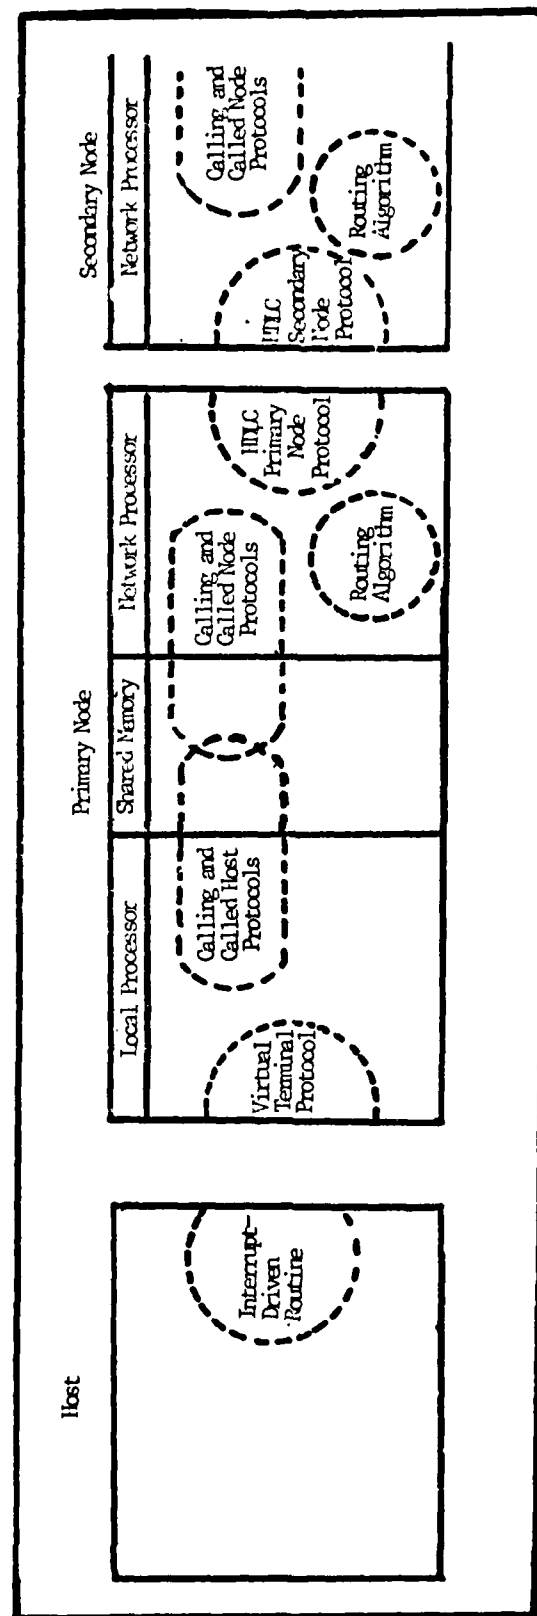 Host
Interrupt-
Driven
Routine
Primary Node
Local Processor
Shared Memory
Network Processor
Virtual
Terminal
Protocol
Calling and
Called Host
Protocols
Calling and
Called Node
Protocols
HDLC
Primary
Node
Protocol
Routing
Algorithm
Secondary Node
Network Processor
HDLC
Secondary
Node
Protocol
Calling and
Called Node
Protocols
Routing
Algorithm